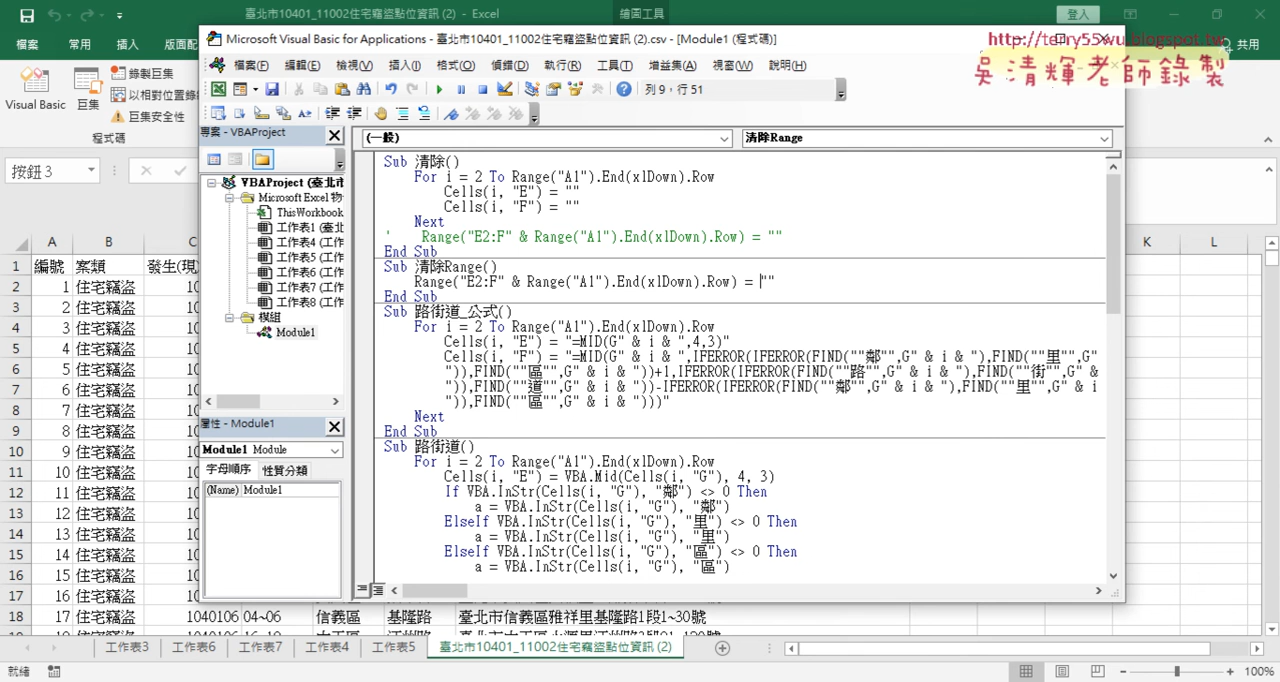 臺北市10401_11002住宅竊盜點位資訊 (2) - Excel
繪圖工具
登入
檔案
常用
插入
版面配
共用
http://terry55wu.blogspot.tw
吳清輝老師錄製
Visual Basic
巨集
錄製巨集
以相對位置錄
巨集安全性
程式碼
按鈕 3
Microsoft Visual Basic for Applications - 臺北市10401_11002住宅竊盜點位資訊 (2).csv - [Module1 (程式碼)]
檔案(F) 編輯(E) 檢視(V) 插入(I) 格式(O) 偵錯(D) 執行(R) 工具(T) 增益集(A) 視窗(W) 說明(H)
列 9，行 51
專案 - VBAProject
VBAProject (臺北市
Microsoft Excel 物
ThisWorkbook
工作表1 (臺北
工作表4 (工作
工作表5 (工作
工作表6 (工作
工作表7 (工作
工作表8 (工作
模組
Module1
屬性 - Module1
Module1 Module
字母順序 性質分類
(Name) Module1
(一般)
清除Range
Sub 清除()
For i = 2 To Range("A1").End(xlDown).Row
Cells(i, "E") = ""
Cells(i, "F") = ""
Next
' Range("E2:F" & Range("A1").End(xlDown).Row) = ""
End Sub
Sub 清除Range()
Range("E2:F" & Range("A1").End(xlDown).Row) = ""
End Sub
Sub 路街道_公式()
For i = 2 To Range("A1").End(xlDown).Row
Cells(i, "E") = "=MID(G" & i & ",4,3)"
Cells(i, "F") = "=MID(G" & i & ",IFERROR(IFERROR(FIND(""鄰"",G" & i & "),FIND(""里"",G" & i & "
")),FIND(""區"",G" & i & "))+1,IFERROR(IFERROR(FIND(""路"",G" & i & "),FIND(""街"",G" & i & "
")),FIND(""道"",G" & i & "))-IFERROR(IFERROR(FIND(""鄰"",G" & i & "),FIND(""里"",G" & i
")),FIND(""區"",G" & i & ")))"
Next
End Sub
Sub 路街道()
For i = 2 To Range("A1").End(xlDown).Row
Cells(i, "E") = VBA.Mid(Cells(i, "G"), 4, 3)
If VBA.InStr(Cells(i, "G"), "鄰") <> 0 Then
a = VBA.InStr(Cells(i, "G"), "鄰")
ElseIf VBA.InStr(Cells(i, "G"), "里") <> 0 Then
a = VBA.InStr(Cells(i, "G"), "里")
ElseIf VBA.InStr(Cells(i, "G"), "區") <> 0 Then
a = VBA.InStr(Cells(i, "G"), "區")
A B C K L
1 編號 案類 發生(現)
2 1 住宅竊盜 10
3 2 住宅竊盜 10
4 3 住宅竊盜 10
5 4 住宅竊盜 10
6 5 住宅竊盜 10
7 6 住宅竊盜 10
8 7 住宅竊盜 10
9 8 住宅竊盜 10
10 9 住宅竊盜 10
11 10 住宅竊盜 10
12 11 住宅竊盜 10
13 12 住宅竊盜 10
14 13 住宅竊盜 10
15 14 住宅竊盜 10
16 15 住宅竊盜 10
17 16 住宅竊盜 10
18 17 住宅竊盜 1040106 04~06 信義區 基隆路 臺北市信義區雅祥里基隆路1段1~30號
工作表3 工作表6 工作表7 工作表4 工作表5 臺北市10401_11002住宅竊盜點位資訊 (2)
就緒
100%